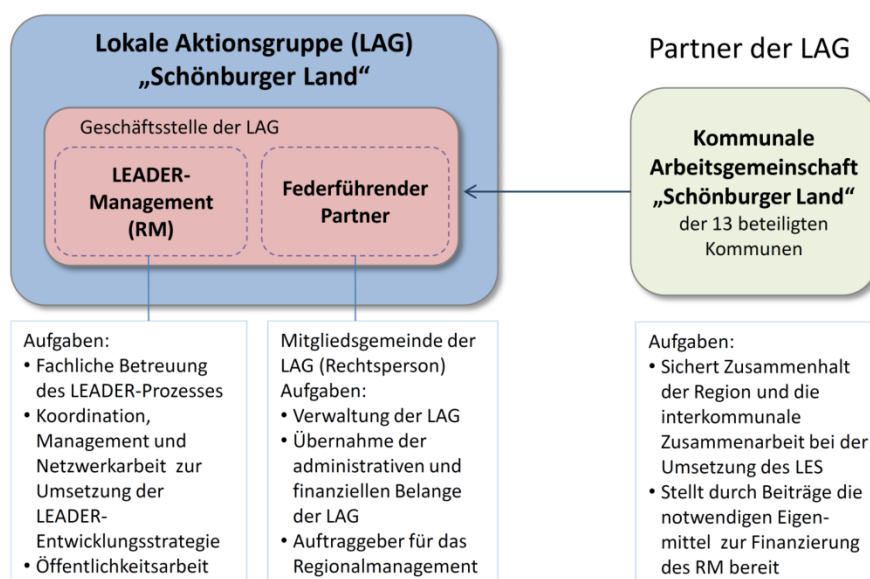 Lokale Aktionsgruppe (LAG)
„Schönburger Land“
Geschäftsstelle der LAG
LEADER-
Management
(RM)
Federführender
Partner
Partner der LAG
Kommunale
Arbeitsgemeinschaft
„Schönburger Land“
der 13 beteiligten
Kommunen
Aufgaben:
• Fachliche Betreuung
des LEADER-Prozesses
• Koordination,
Management und
Netzwerkarbeit zur
Umsetzung der
LEADER-
Entwicklungsstrategie
• Öffentlichkeitsarbeit
Mitgliedsgemeinde der
LAG (Rechtsperson)
Aufgaben:
• Verwaltung der LAG
• Übernahme der
administrativen und
finanziellen Belange
der LAG
• Auftraggeber für das
Regionalmanagement
Aufgaben:
• Sichert Zusammenhalt
der Region und die
interkommunale
Zusammenarbeit bei der
Umsetzung des LES
• Stellt durch Beiträge die
notwendigen Eigen-
mittel zur Finanzierung
des RM bereit